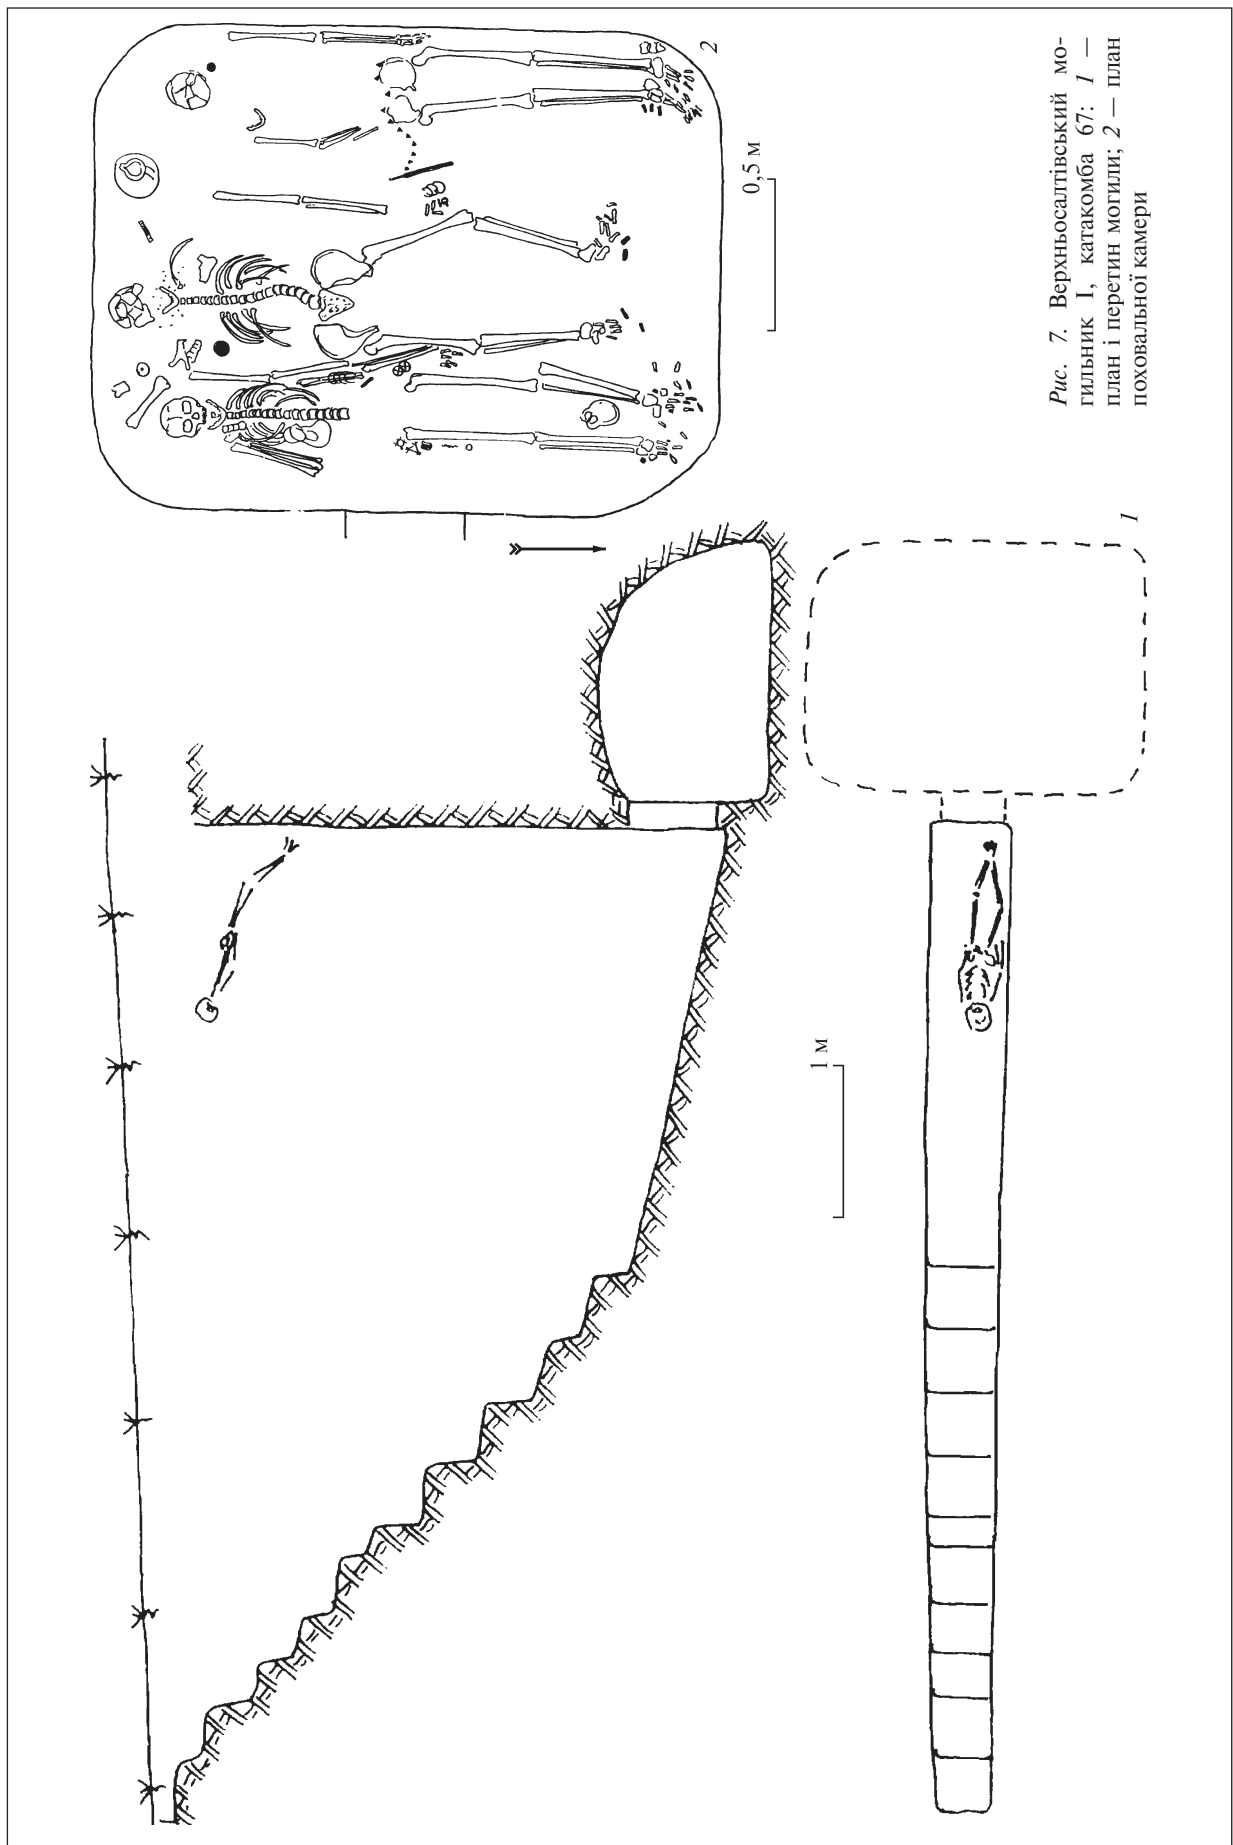 2
0,5 м
1
1 м
Рис. 7. Верхньосалтівський мо-
гильник I, катакомба 67: 1 —
план і перетин могили; 2 — план
поховальної камери